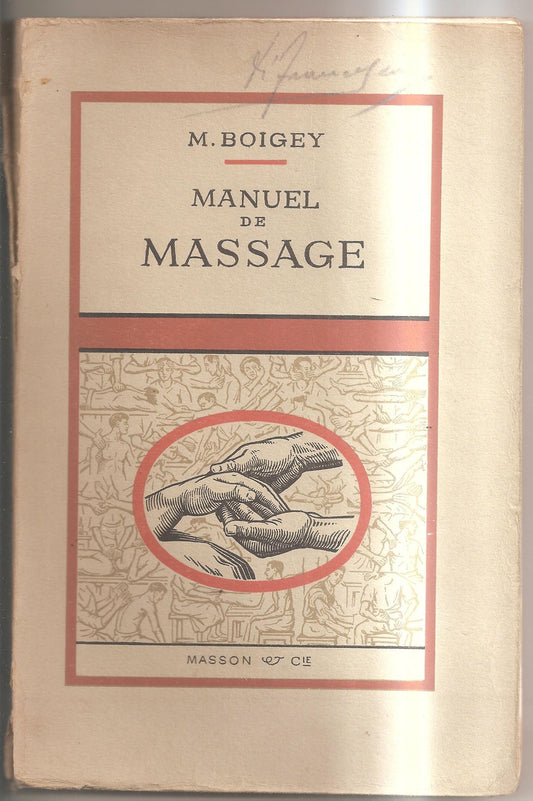 M. BOIGEY
MANUEL
DE
MASSAGE
MASSON & CIE